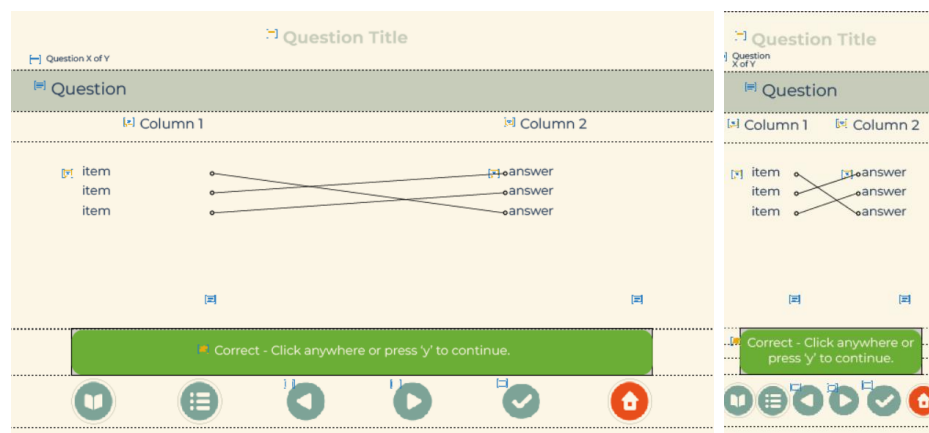 Question Title
Question X of Y
Question
Column 1
Column 2
item
answer
item
answer
item
answer
Correct - Click anywhere or press 'y' to continue.
Question Title
Question
X of Y
Question
Column 1
Column 2
item
answer
item
answer
item
answer
Correct - Click anywhere or
press 'y' to continue.